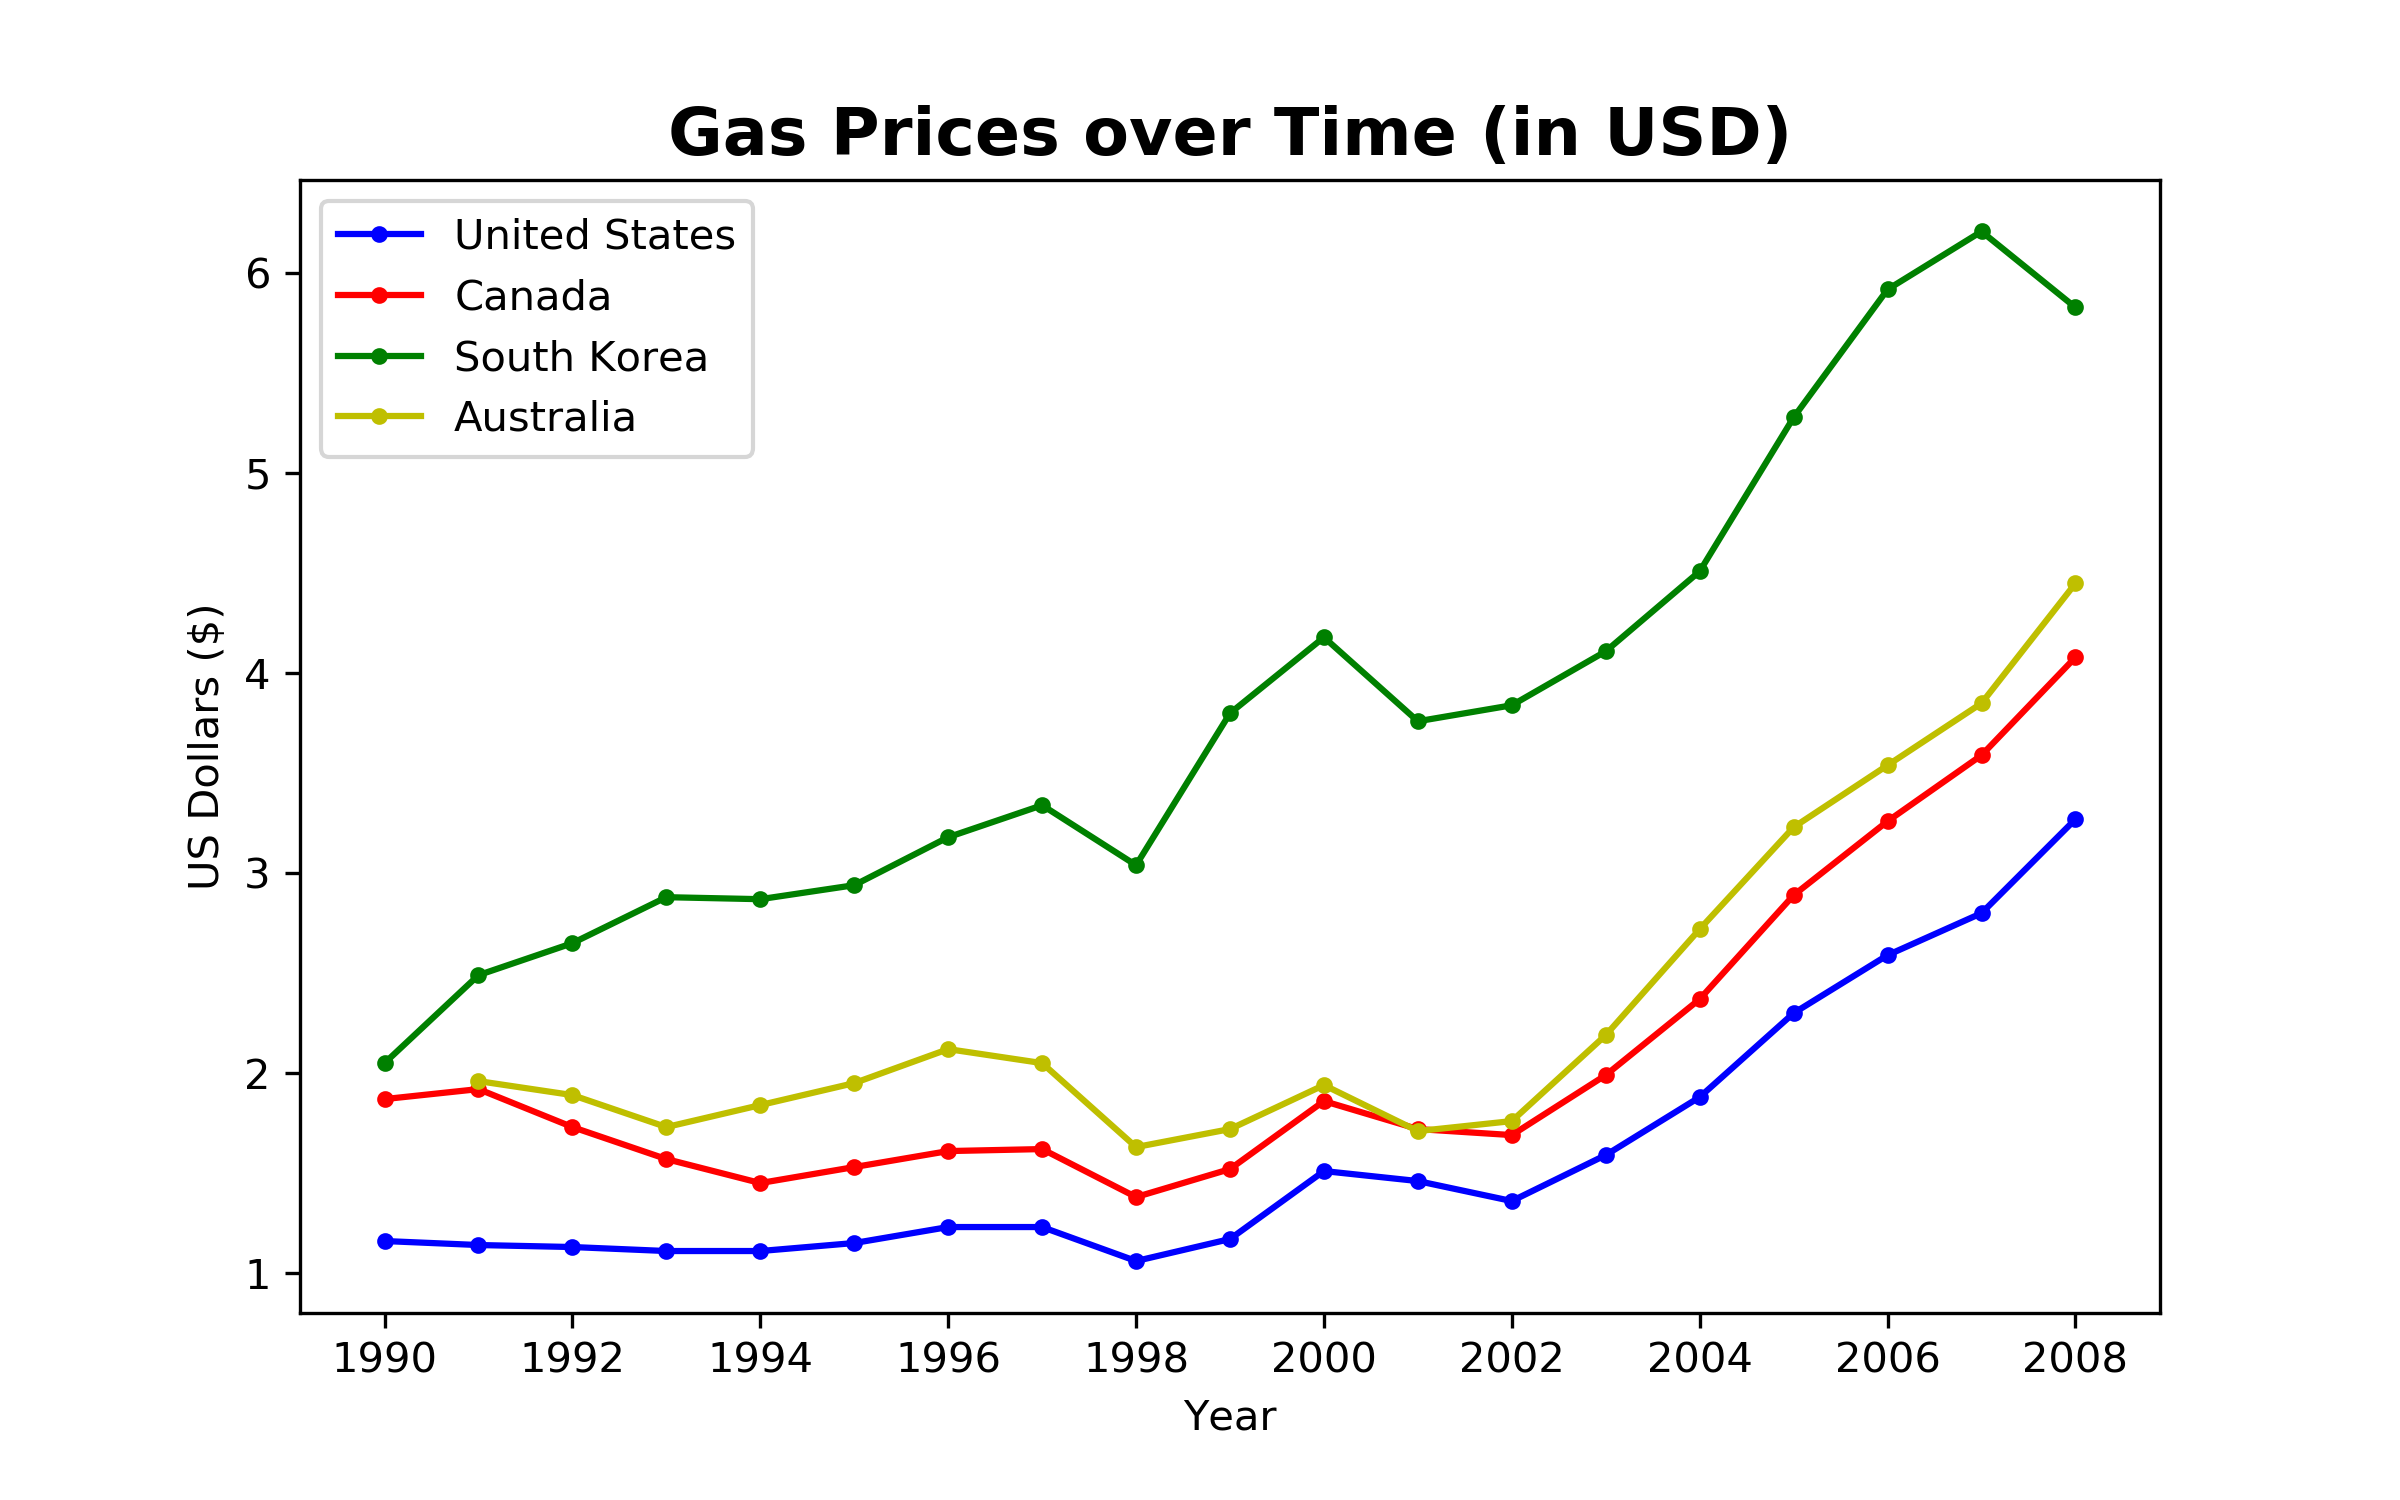 Gas Prices over Time (in USD)
United States
Canada
South Korea
Australia
US Dollars ($)
6
5
4
3
2
1
1990 1992 1994 1996 1998 2000 2002 2004 2006 2008
Year